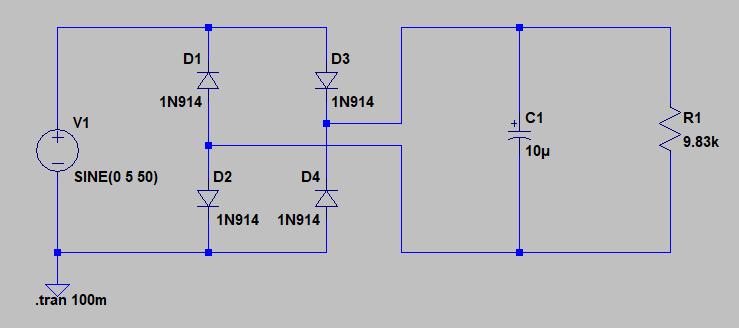 D1
D3
1N914
1N914
V1
C1
R1
10µ
9.83k
SINE(0 5 50)
D2
D4
1N914
1N914
.tran 100m